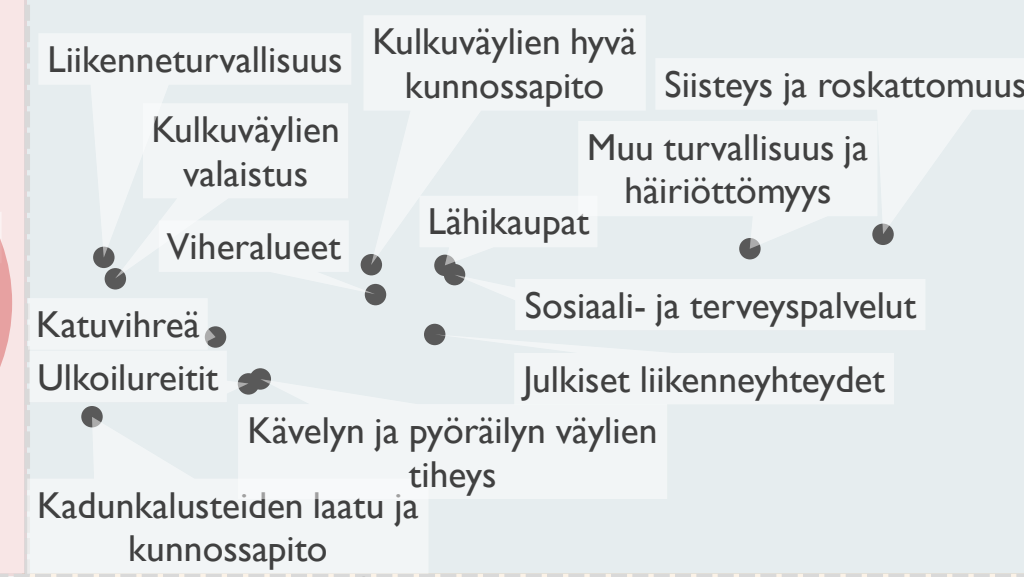 Liikenneturvallisuus
Kulkuväylien hyvä
kunnossapito
Siisteys ja roskattomuus
Kulkuväylien
valaistus
Muu turvallisuus ja
häiriöttömyys
Lähikaupat
Viheralueet
Sosiaali- ja terveyspalvelut
Katuvihreä
Ulkoilureitit
Julkiset liikenneyhteydet
Kävelyn ja pyöräilyn väylien
tiheys
Kadunkalusteiden laatu ja
kunnossapito